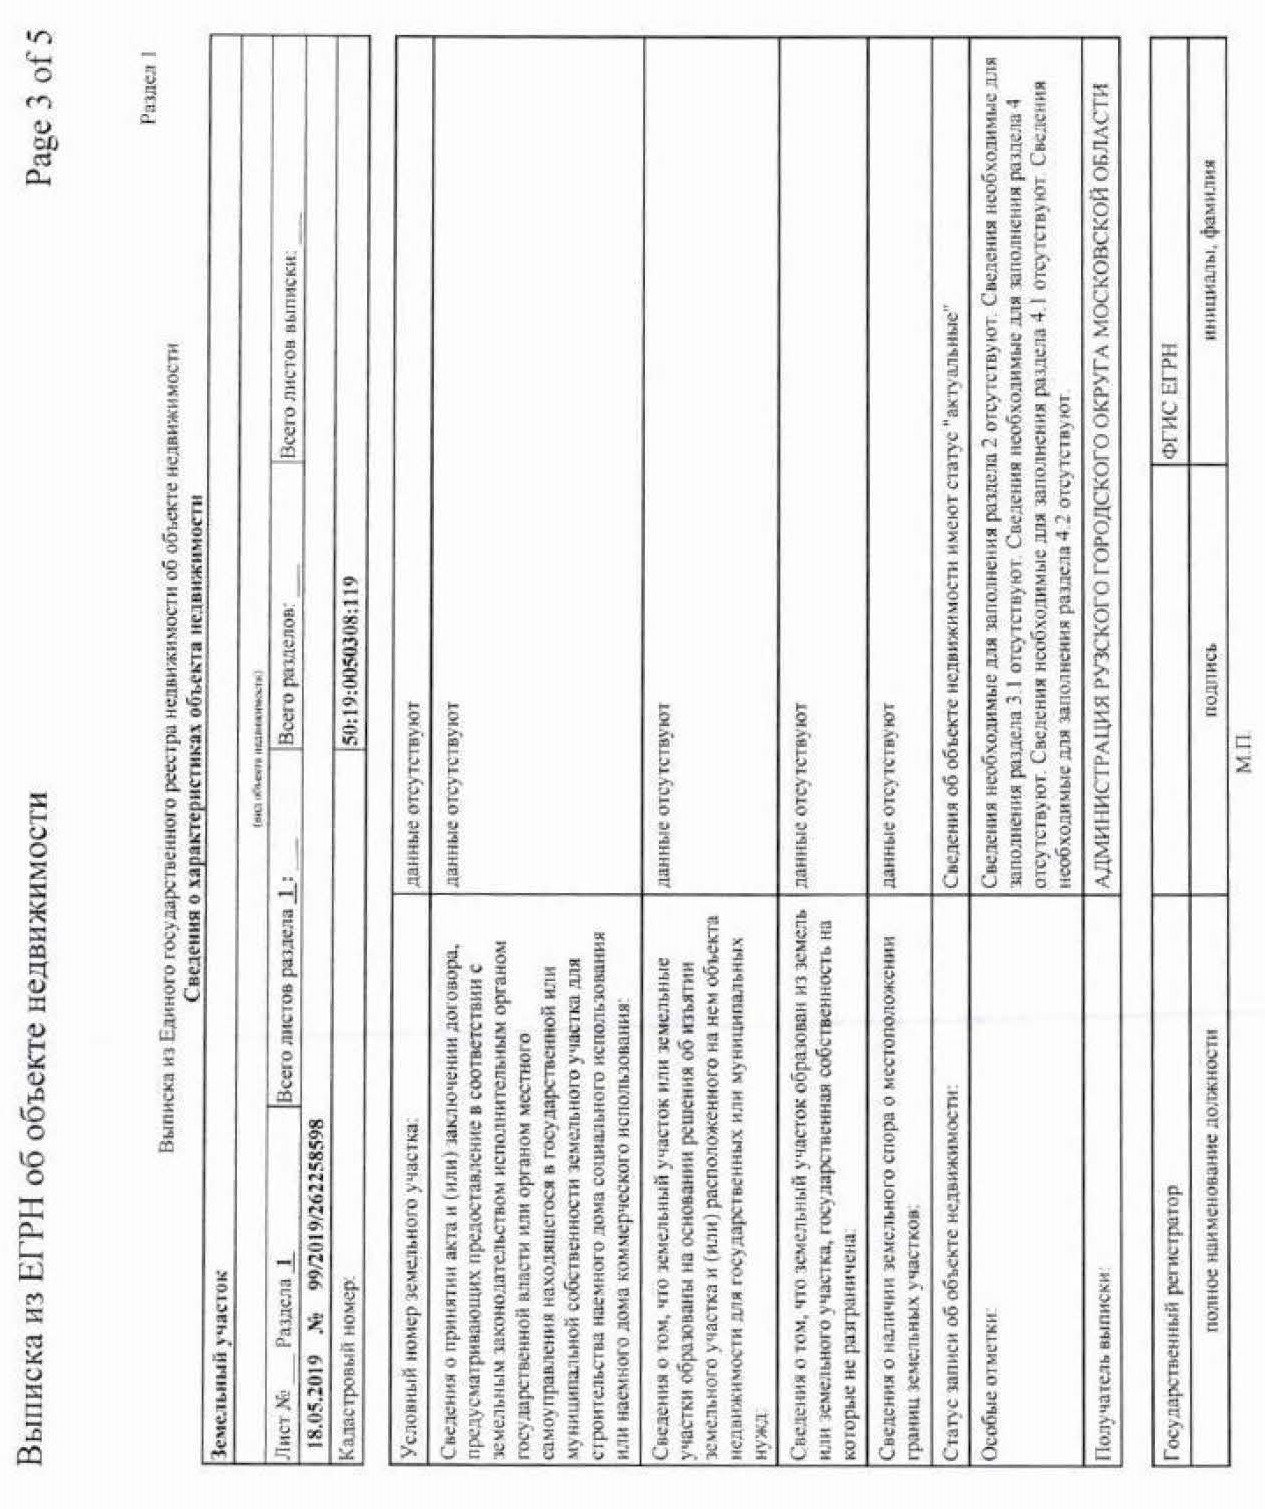 Выписка из ЕГРН об объекте недвижимости
Page 3 of 5
Раздел 1
Выписка из Единого государственного реестра недвижимости об объекте недвижимости
Сведения о характеристиках объекта недвижимости
Земельный участок
(вид объекта недвижимости)
Лист № ___ Раздела 1
Всего листов раздела 1 : ___
Всего разделов: ___
Всего листов выписки: ___
18.05.2019 № 99/2019/262258598
Кадастровый номер:
50:19:0050308:119
Условный номер земельного участка:
данные отсутствуют
Сведения о принятии акта и (или) заключении договора,
предусматривающих предоставление в соответствии с
земельным законодательством исполнительным органом
государственной власти или органом местного
самоуправления находящегося в государственной или
муниципальной собственности земельного участка для
строительства наемного дома социального использования
или наемного дома коммерческого использования:
данные отсутствуют
Сведения о том, что земельный участок или земельные
участки образованы на основании решения об изъятии
земельного участка и (или) расположенного на нем объекта
недвижимости для государственных или муниципальных
нужд:
данные отсутствуют
Сведения о том, что земельный участок образован из земель
или земельного участка, государственная собственность на
которые не разграничена:
данные отсутствуют
Сведения о наличии земельного спора о местоположении
границ земельных участков:
данные отсутствуют
Статус записи об объекте недвижимости:
Сведения об объекте недвижимости имеют статус "актуальные"
Особые отметки:
Сведения необходимые для заполнения раздела 2 отсутствуют. Сведения необходимые для
заполнения раздела 3.1 отсутствуют. Сведения необходимые для заполнения раздела 4
отсутствуют. Сведения необходимые для заполнения раздела 4.1 отсутствуют. Сведения
необходимые для заполнения раздела 4.2 отсутствуют.
Получатель выписки:
АДМИНИСТРАЦИЯ РУЗСКОГО ГОРОДСКОГО ОКРУГА МОСКОВСКОЙ ОБЛАСТИ
Государственный регистратор
ФГИС ЕГРН
полное наименование должности
подпись
инициалы, фамилия
М.П.